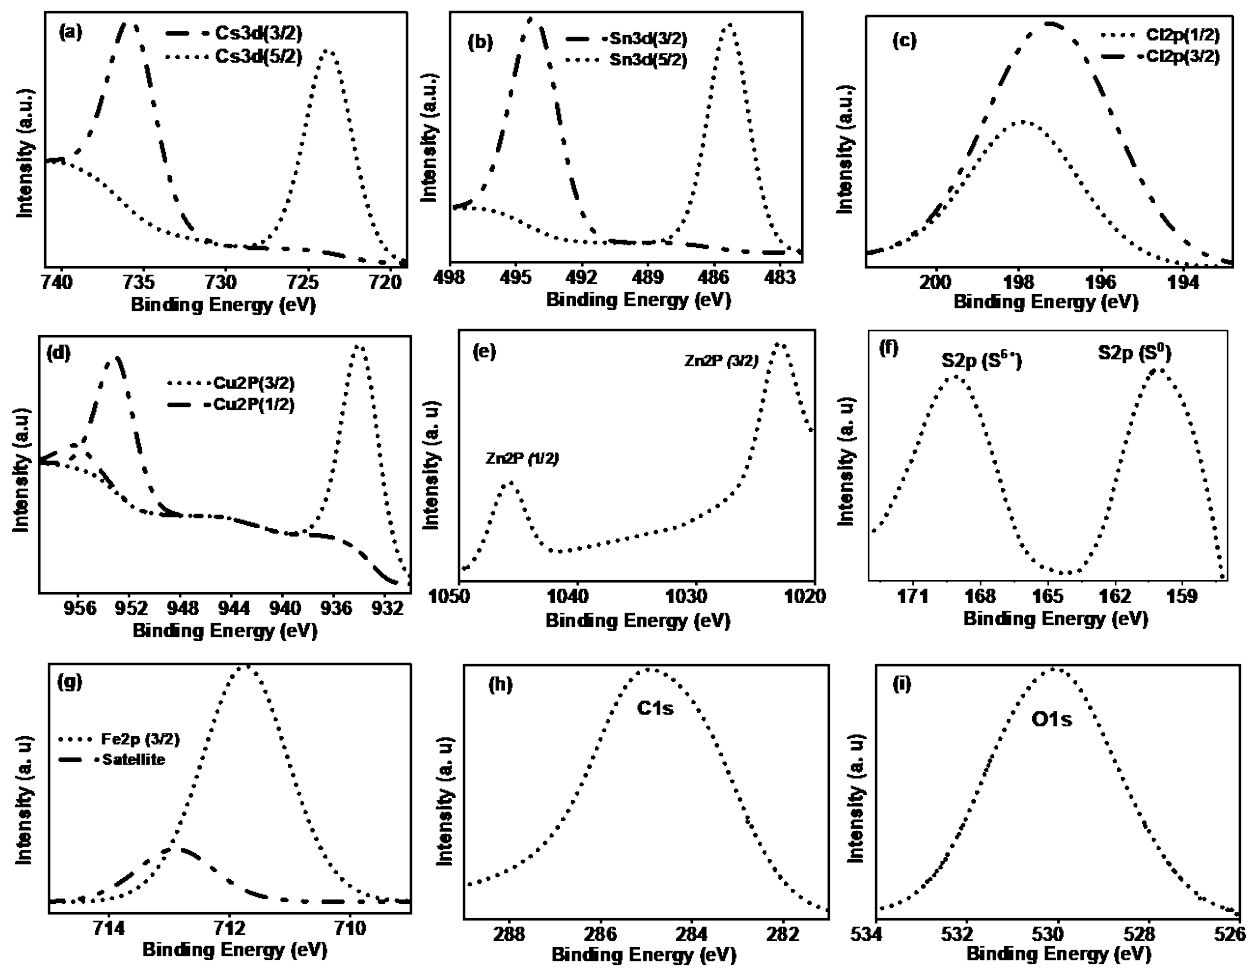 (a)
Cs3d(3/2)
Cs3d(5/2)
Intensity (a.u.)
740 735 730 725 720
Binding Energy (eV)
(b)
Sn3d(3/2)
Sn3d(5/2)
Intensity (a.u.)
498 495 492 489 486 483
Binding Energy (eV)
(c)
Cl2p(1/2)
Cl2p(3/2)
Intensity (a.u.)
200 198 196 194
Binding Energy (eV)
(d)
Cu2P(3/2)
Cu2P(1/2)
Intensity (a.u)
956 952 948 944 940 936 932
Binding Energy (eV)
(e)
Zn2P (3/2)
Zn2P (1/2)
Intensity (a. u)
1050 1040 1030 1020
Binding Energy (eV)
(f)
S2p (S⁶⁺) S2p (S⁰)
Intensity (a. u)
171 168 165 162 159
Binding Energy (eV)
(g)
Fe2p (3/2)
Satellite
Intensity (a. u)
714 712 710
Binding Energy (eV)
(h)
C1s
Intensity (a. u)
288 286 284 282
Binding Energy (eV)
(i)
O1s
Intensity (a. u)
534 532 530 528 526
Binding Energy (eV)